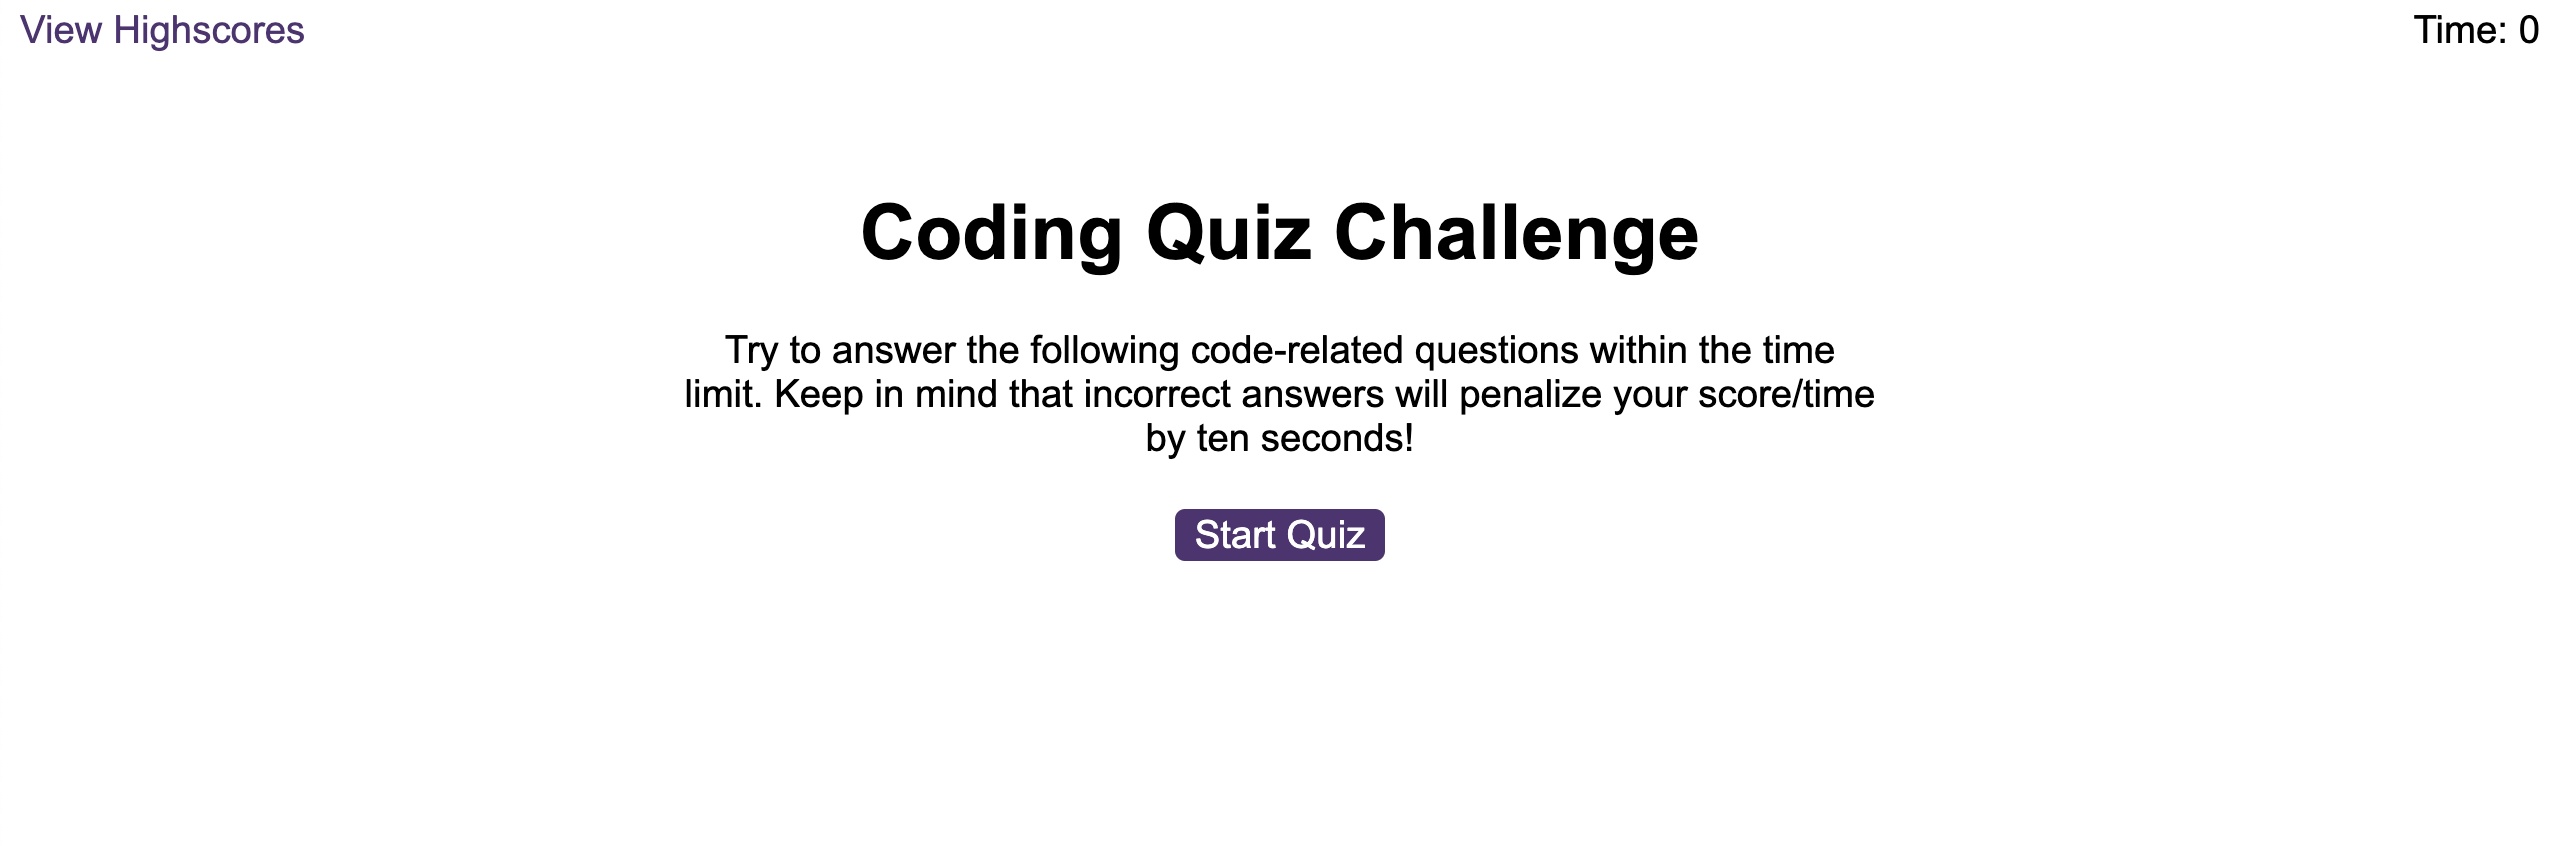 View Highscores
Time: 0
Coding Quiz Challenge
Try to answer the following code-related questions within the time
limit. Keep in mind that incorrect answers will penalize your score/time
by ten seconds!
Start Quiz